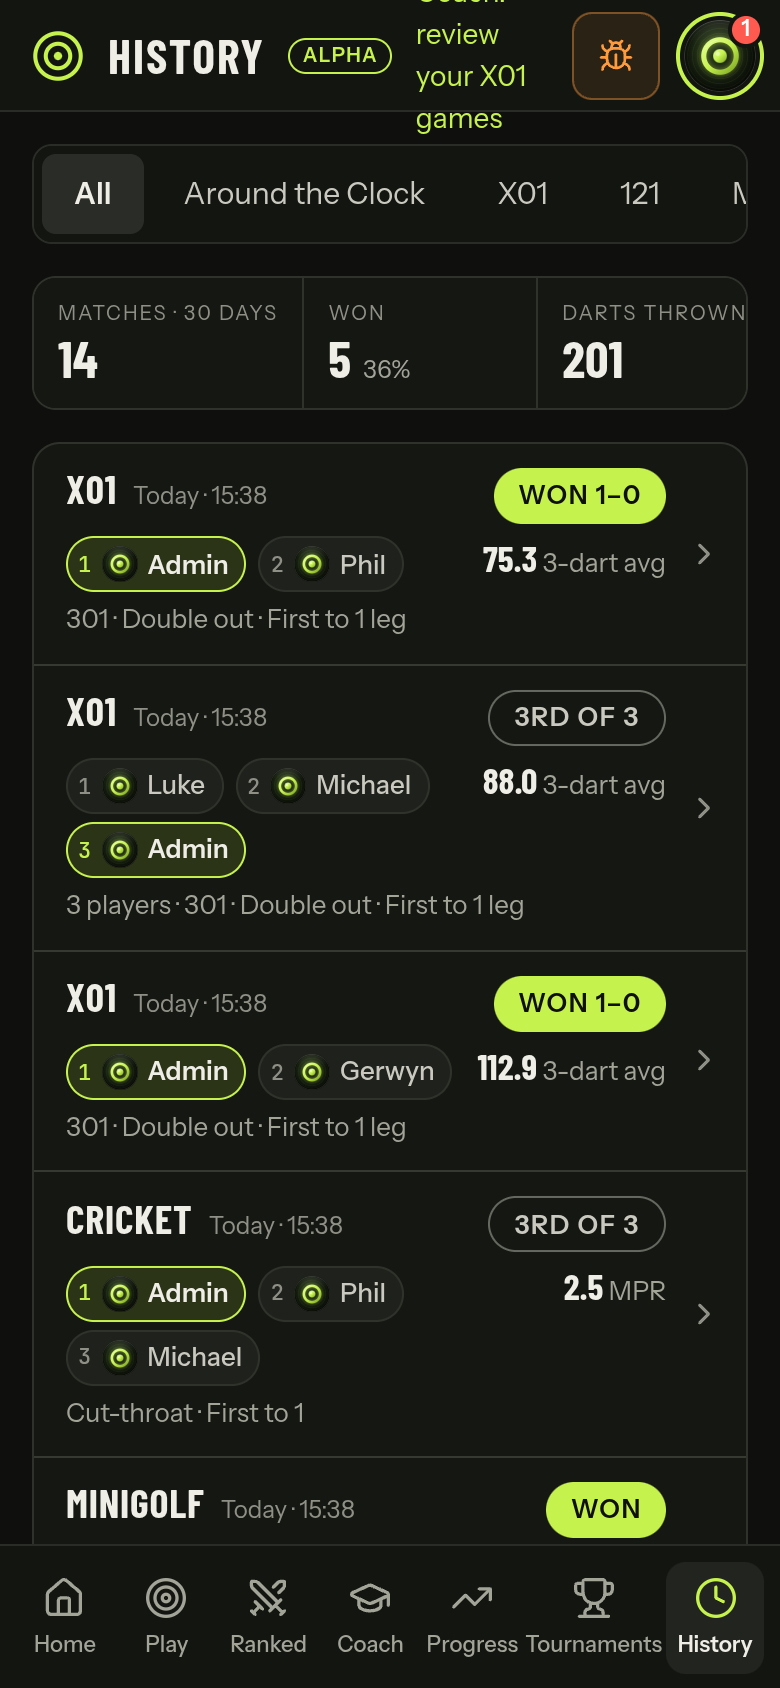 Coach:
review
your X01
games
HISTORY ALPHA
1
All Around the Clock X01 121
MATCHES · 30 DAYS WON DARTS THROWN
14 5 36% 201
X01 Today · 15:38 WON 1–0
1 Admin 2 Phil 75.3 3-dart avg
301 · Double out · First to 1 leg
X01 Today · 15:38 3RD OF 3
1 Luke 2 Michael 88.0 3-dart avg
3 Admin
3 players · 301 · Double out · First to 1 leg
X01 Today · 15:38 WON 1–0
1 Admin 2 Gerwyn 112.9 3-dart avg
301 · Double out · First to 1 leg
CRICKET Today · 15:38 3RD OF 3
1 Admin 2 Phil 2.5 MPR
3 Michael
Cut-throat · First to 1
MINIGOLF Today · 15:38 WON
Home Play Ranked Coach Progress Tournaments History